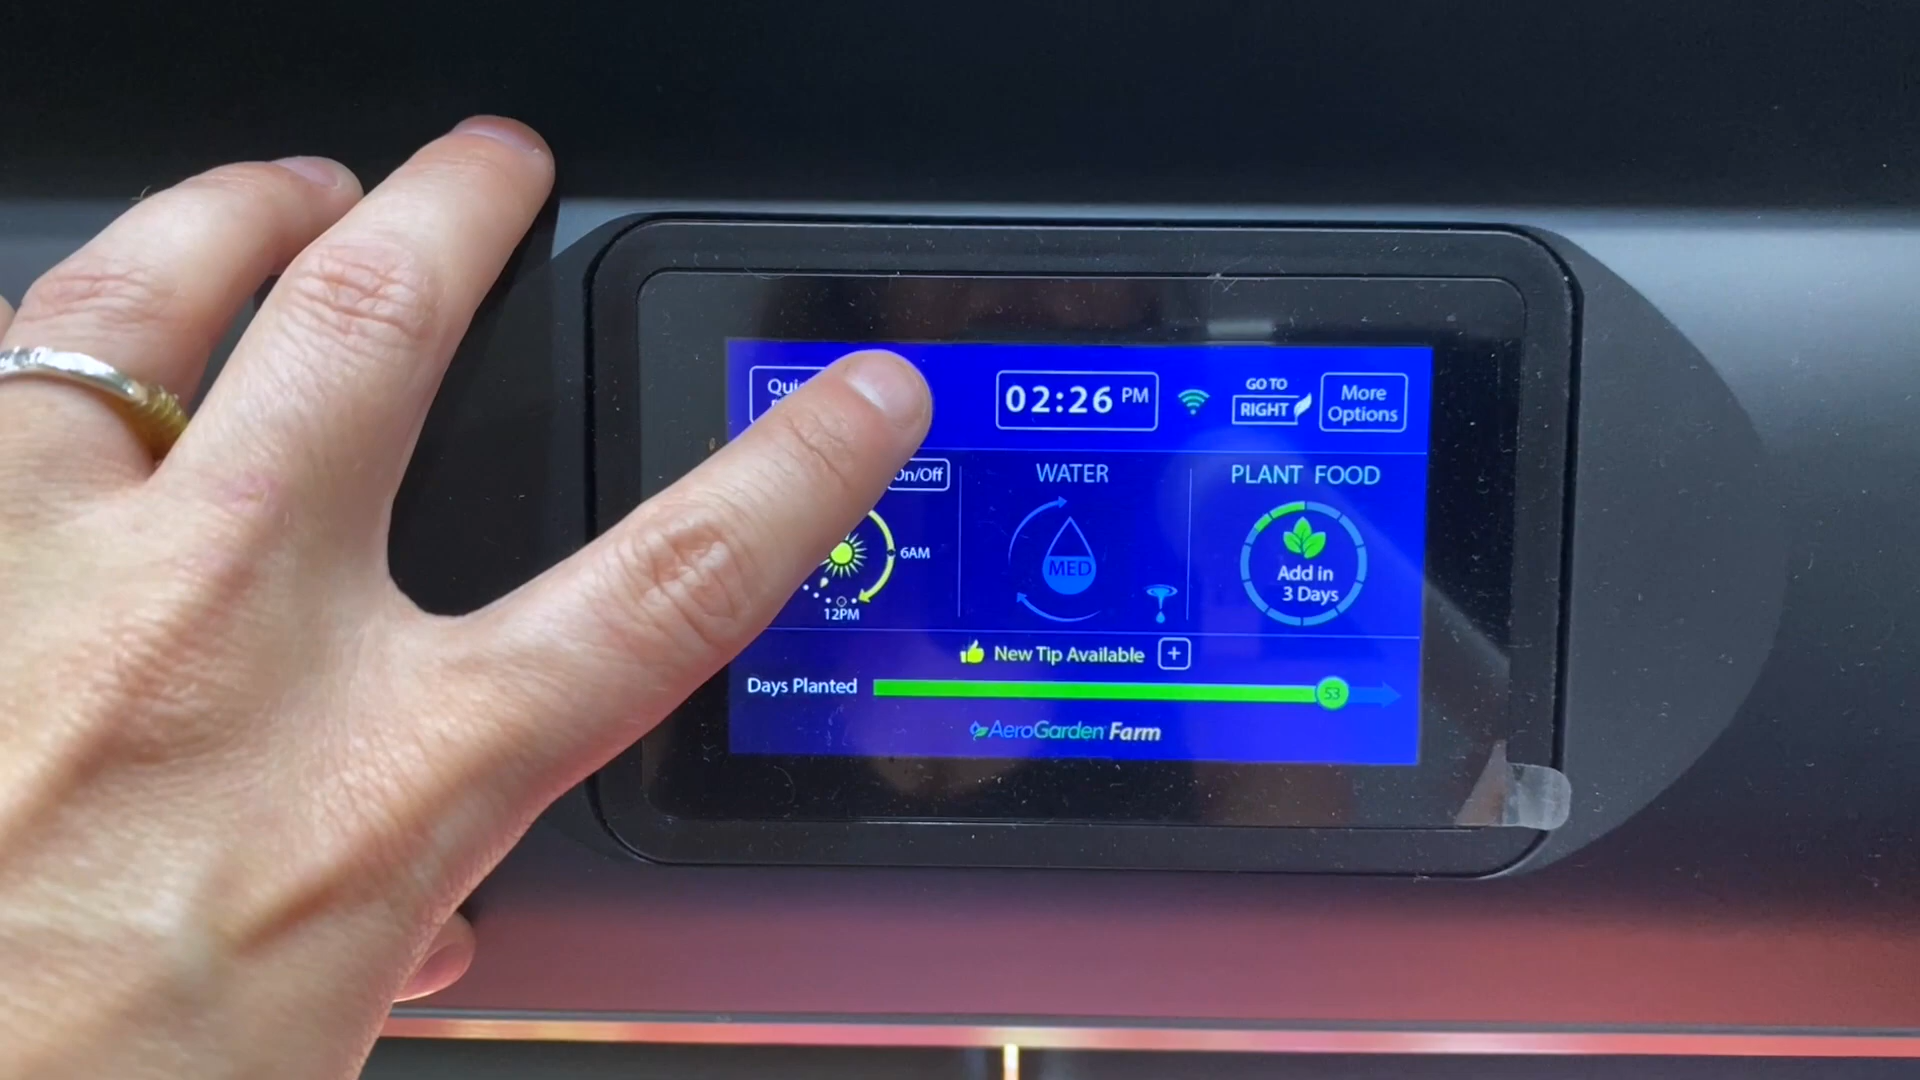 02:26 PM
GO TO
RIGHT
More
Options
On/Off
WATER
PLANT FOOD
6AM
12PM
MED
Add in
3 Days
New Tip Available +
Days Planted
53
AeroGarden Farm